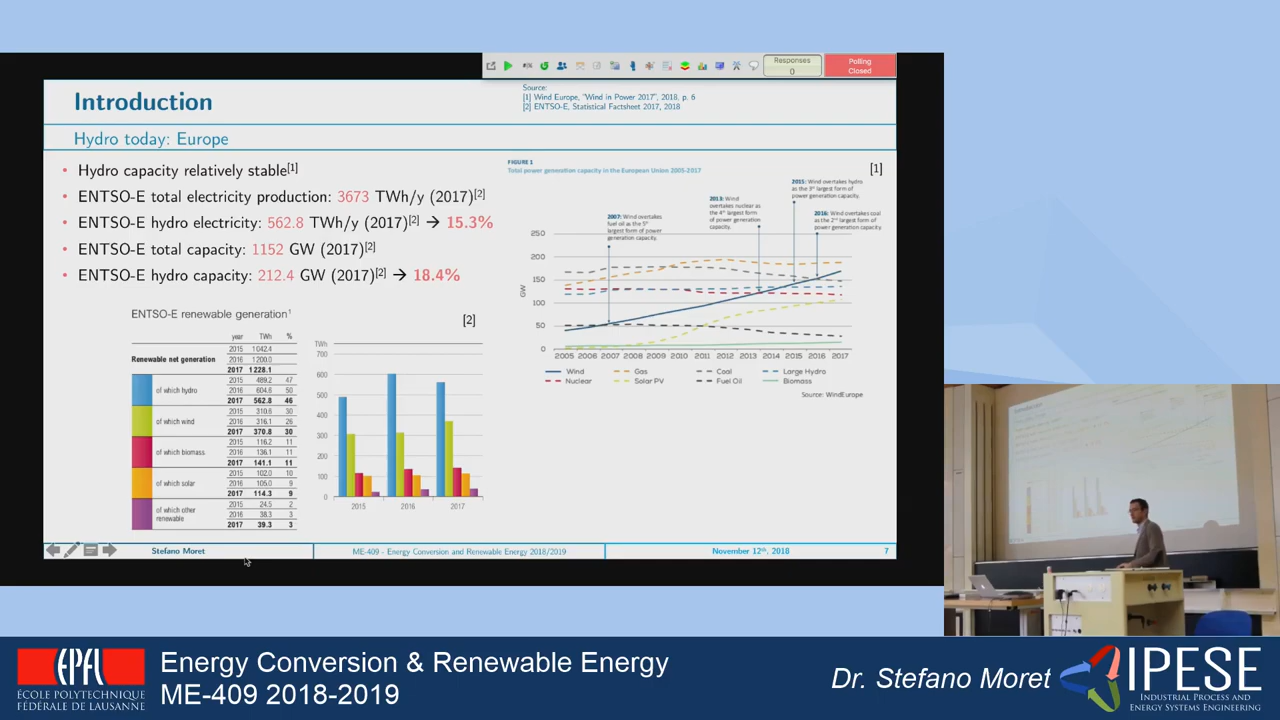 Responses
0
Polling
Closed
Introduction
Source:
[1] Wind Europe, "Wind in Power 2017", 2018, p. 6
[2] ENTSO-E, Statistical Factsheet 2017, 2018
Hydro today: Europe
• Hydro capacity relatively stable[1]
• ENTSO-E total electricity production: 3673 TWh/y (2017)[2]
• ENTSO-E hydro electricity: 562.8 TWh/y (2017)[2] → 15.3%
• ENTSO-E total capacity: 1152 GW (2017)[2]
• ENTSO-E hydro capacity: 212.4 GW (2017)[2] → 18.4%
FIGURE 1
Total power generation capacity in the European Union 2005-2017
[1]
2007: Wind overtakes
fuel oil as the 5th
largest form of power
generation capacity.
2013: Wind
overtakes nuclear as
the 4th largest form
of power generation
capacity.
2015: Wind overtakes hydro
as the 3rd largest form of
power generation capacity.
2016: Wind overtakes coal
as the 2nd largest form of
power generation capacity.
GW
250
200
150
100
50
0
2005 2006 2007 2008 2009 2010 2011 2012 2013 2014 2015 2016 2017
Wind Gas Coal Large Hydro
Nuclear Solar PV Fuel Oil Biomass
Source: WindEurope
ENTSO-E renewable generation¹
[2]
year TWh %
Renewable net generation
2015 1 042.4
2016 1 200.0
2017 1 228.1
of which hydro
2015 489.2 47
2016 604.6 50
2017 562.8 46
of which wind
2015 310.6 30
2016 316.1 26
2017 370.8 30
of which biomass
2015 116.2 11
2016 136.1 11
2017 141.1 11
of which solar
2015 102.0 10
2016 105.0 9
2017 114.3 9
of which other
renewable
2015 24.5 2
2016 38.3 3
2017 39.3 3
TWh
700
600
500
400
300
200
100
0
2015 2016 2017
Stefano Moret
ME-409 - Energy Conversion and Renewable Energy 2018/2019
November 12th, 2018
7
EPFL
ÉCOLE POLYTECHNIQUE
FÉDÉRALE DE LAUSANNE
Energy Conversion & Renewable Energy
ME-409 2018-2019
Dr. Stefano Moret
IPESE
INDUSTRIAL PROCESS AND
ENERGY SYSTEMS ENGINEERING